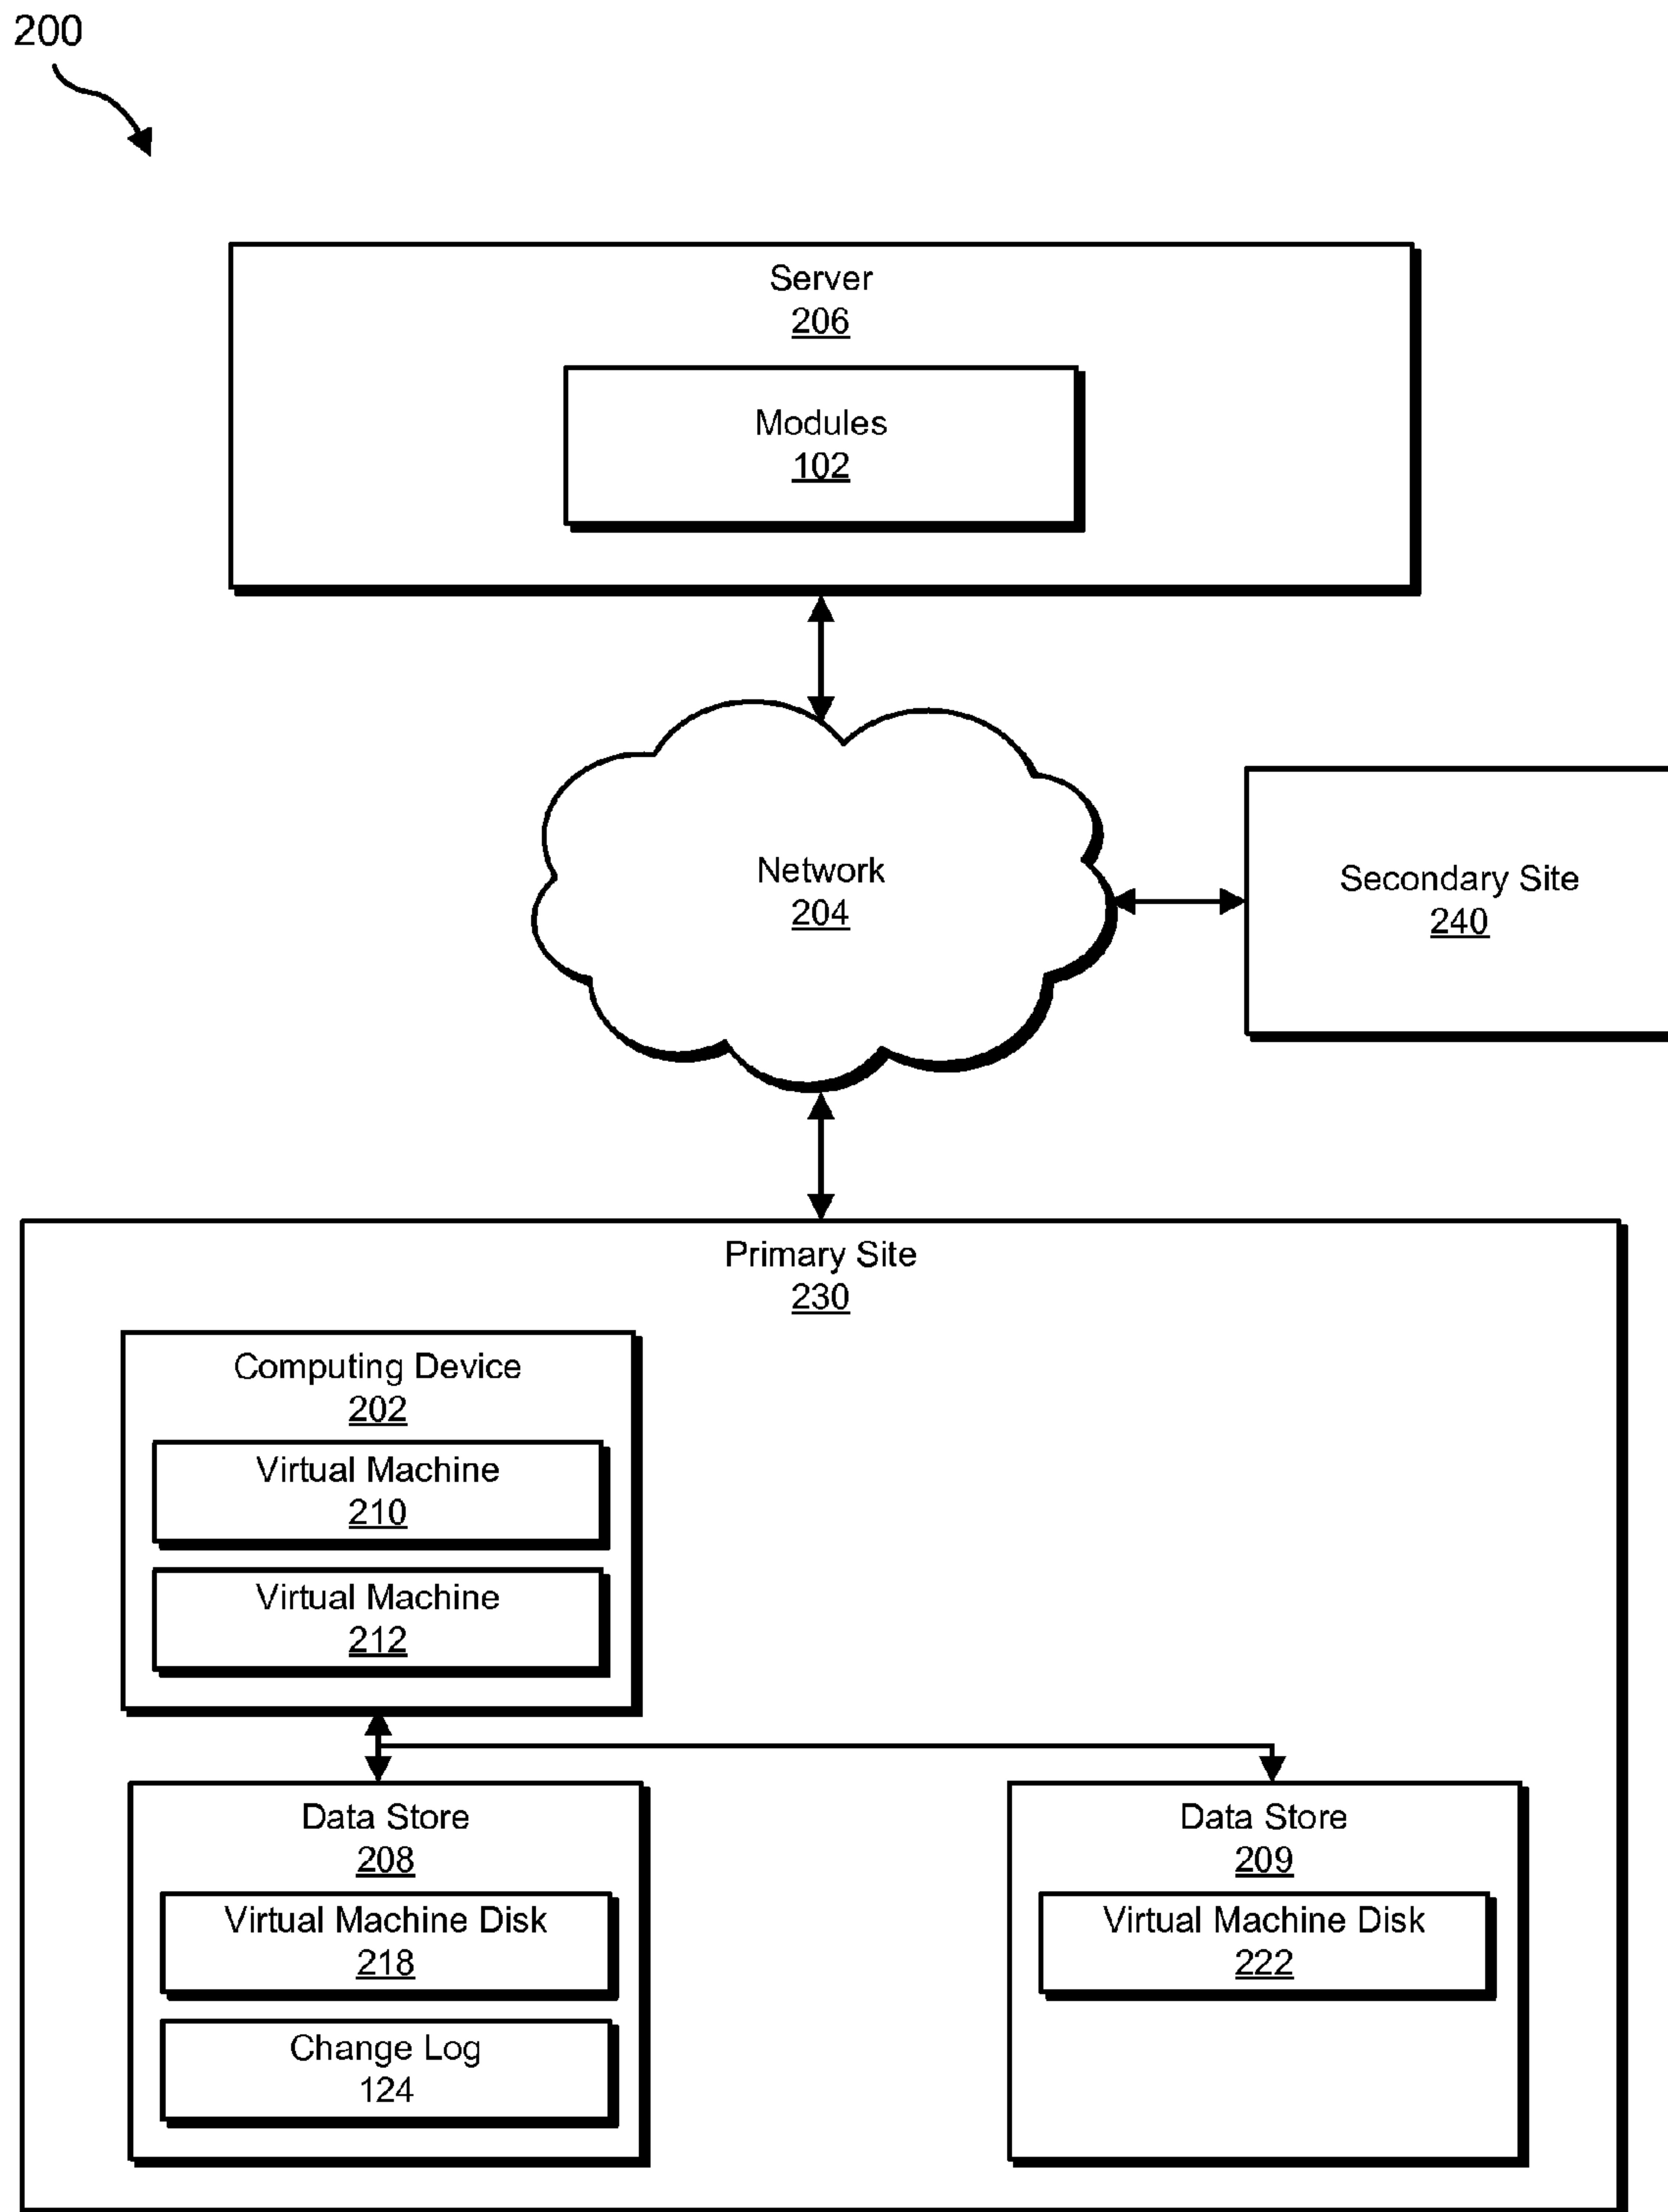 200
Server
206
Modules
102
Network
204
Secondary Site
240
Primary Site
230
Computing Device
202
Virtual Machine
210
Virtual Machine
212
Data Store
208
Virtual Machine Disk
218
Change Log
124
Data Store
209
Virtual Machine Disk
222